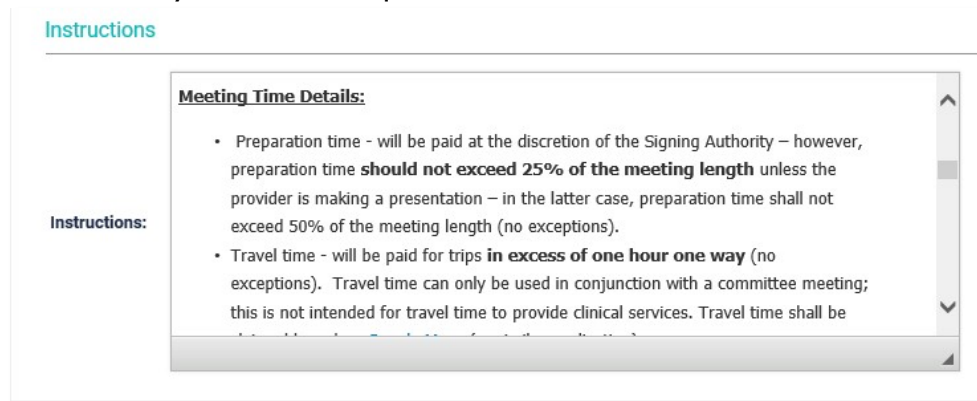 Instructions
Meeting Time Details:
• Preparation time - will be paid at the discretion of the Signing Authority – however,
preparation time should not exceed 25% of the meeting length unless the
provider is making a presentation – in the latter case, preparation time shall not
Instructions:
exceed 50% of the meeting length (no exceptions).
• Travel time - will be paid for trips in excess of one hour one way (no
exceptions). Travel time can only be used in conjunction with a committee meeting;
this is not intended for travel time to provide clinical services. Travel time shall be